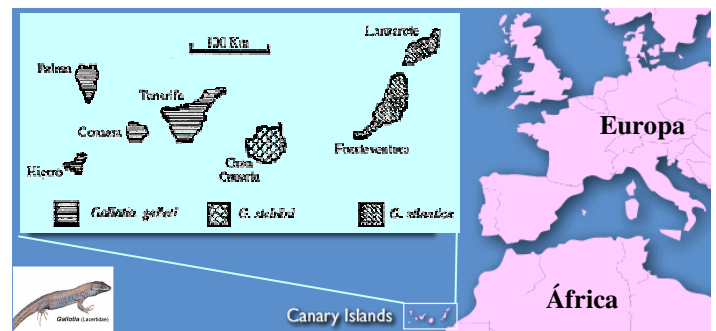 Lanzarote
100 Km
Palma
Tenerife
Gomera
Gran
Canaria
Fuerteventura
Hierro
Gallotia galloti
G. stehlini
G. atlantica
Europa
África
Canary Islands
Gallotia (Lacertidae)